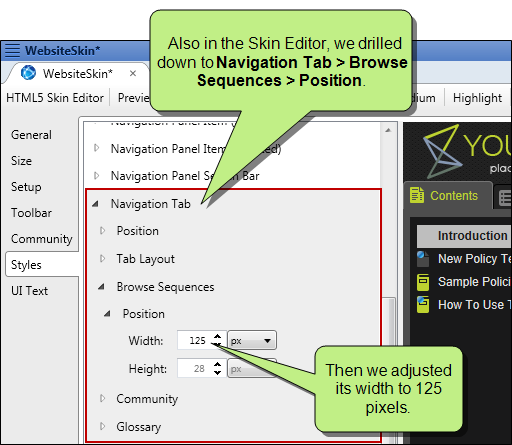 WebsiteSkin*
Also in the Skin Editor, we drilled
down to Navigation Tab > Browse
Sequences > Position.
WebsiteSkin* ×
HTML5 Skin Editor Preview dium Highlight
General
Size
Setup
Toolbar
Community
Styles
UI Text
Navigation Panel Item
Navigation Panel Item ed)
Navigation Panel Se Bar
Navigation Tab
Position
Tab Layout
Browse Sequences
Position
Width: 125 px
Height: 28 px
Community
Glossary
Then we adjusted
its width to 125
pixels.
YOU
plac
Contents
Introduction
New Policy Te
Sample Polici
How To Use T